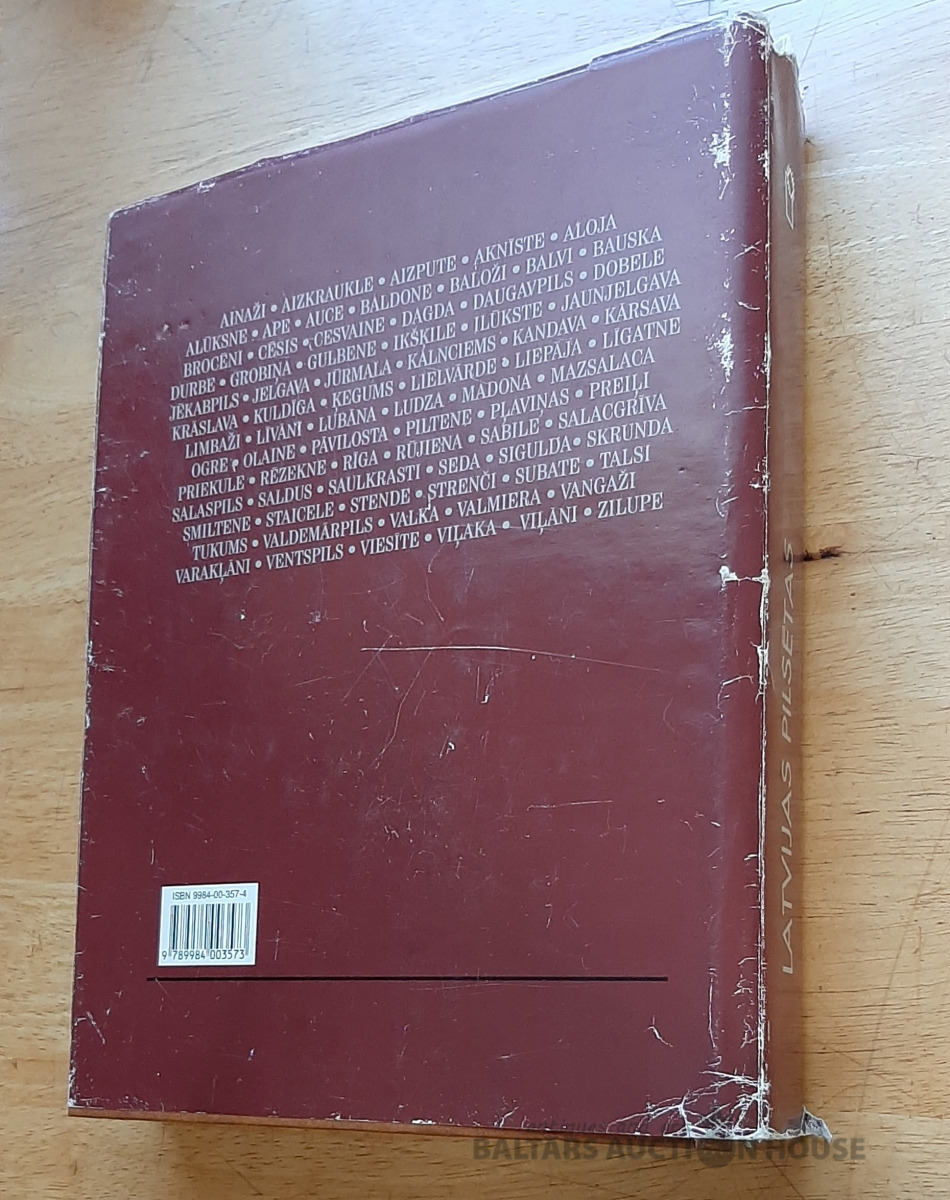 AINAŽI • AIZKRAUKLE • AIZPUTE • AKNĪSTE • ALOJA
ALŪKSNE • APE • AUCE • BALDONE • BALOŽI • BALVI • BAUSKA
BROCĒNI • CĒSIS • CESVAINE • DAGDA • DAUGAVPILS • DOBELE
DURBE • GROBIŅA • GULBENE • IKŠĶILE • ILŪKSTE • JAUNJELGAVA
JĒKABPILS • JELGAVA • JŪRMALA • KALNCIEMS • KANDAVA • KĀRSAVA
KRĀSLAVA • KULDĪGA • ĶEGUMS • LIELVĀRDE • LIEPĀJA • LĪGATNE
LIMBAŽI • LĪVĀNI • LUBĀNA • LUDZA • MADONA • MAZSALACA
OGRE • OLAINE • PĀVILOSTA • PILTENE • PĻAVIŅAS • PREIĻI
PRIEKULE • RĒZEKNE • RĪGA • RŪJIENA • SABILE • SALACGRĪVA
SALASPILS • SALDUS • SAULKRASTI • SEDA • SIGULDA • SKRUNDA
SMILTENE • STAICELE • STENDE • STRENČI • SUBATE • TALSI
TUKUMS • VALDEMĀRPILS • VALKA • VALMIERA • VANGAŽI
VARAKĻĀNI • VENTSPILS • VIESĪTE • VIĻAKA • VIĻĀNI • ZILUPE
ISBN 9984-00-357-4
9 789984 003573
LATVIJAS PILSĒTAS
BALTARS AUCTION HOUSE